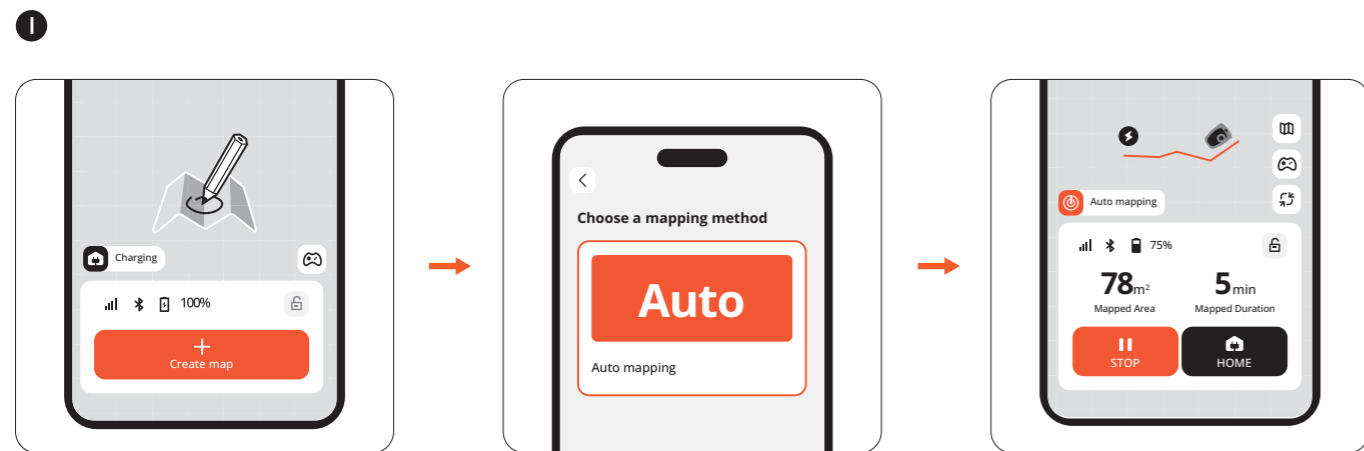 I
Charging
100%
Create map
Choose a mapping method
Auto
Auto mapping
Auto mapping
75%
78m²
5min
Mapped Area
Mapped Duration
STOP
HOME